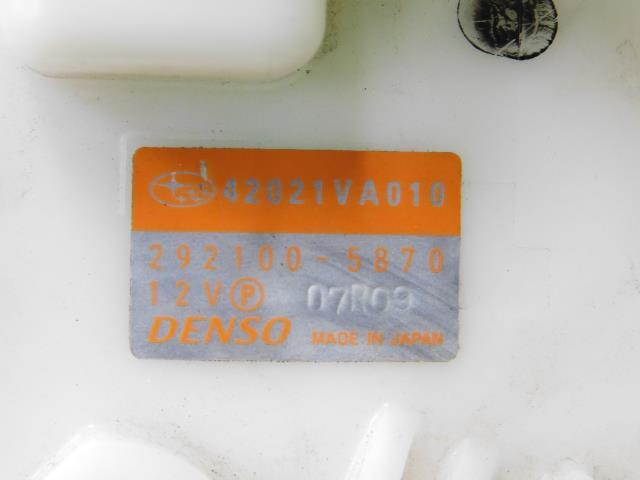 42021VA010
292100-5870
12V P 07R09
DENSO MADE IN JAPAN